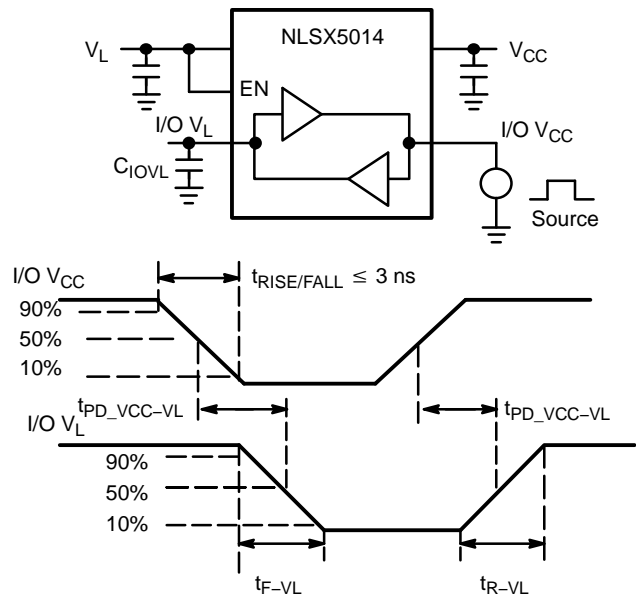 NLSX5014
V_L
V_CC
EN
I/O V_L
I/O V_CC
C_IOVL
Source
I/O V_CC
t_RISE/FALL ≤ 3 ns
90%
50%
10%
t_PD_VCC–VL
t_PD_VCC–VL
I/O V_L
90%
50%
10%
t_F–VL
t_R–VL